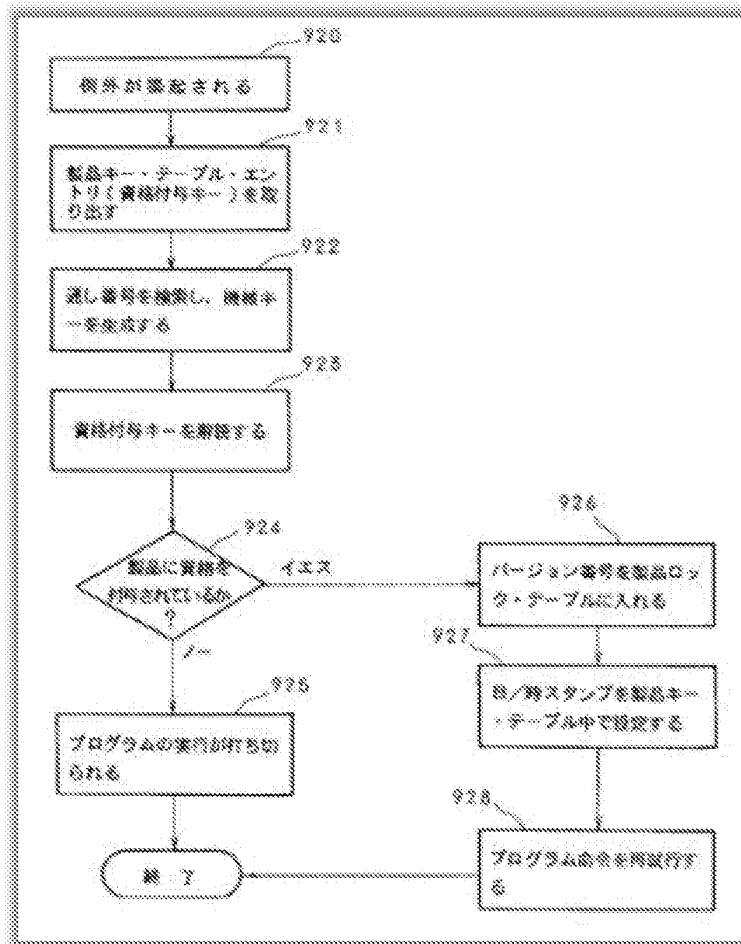 920
例外が喚起される
921
製品キー・テーブル・エン
トリ(資格付与キー)を取
り出す
922
通し番号を検索し、機械キ
ーを生成する
923
資格付与キーを解読する
924
製品に資格を
付与されているか
?
イエス
ノー
925
プログラムの実行が打ち切
られる
926
バージョン番号を製品ロッ
ク・テーブルに入れる
927
日/時スタンプを製品キー
・テーブル中で設定する
928
プログラム命令を再試行す
る
終了